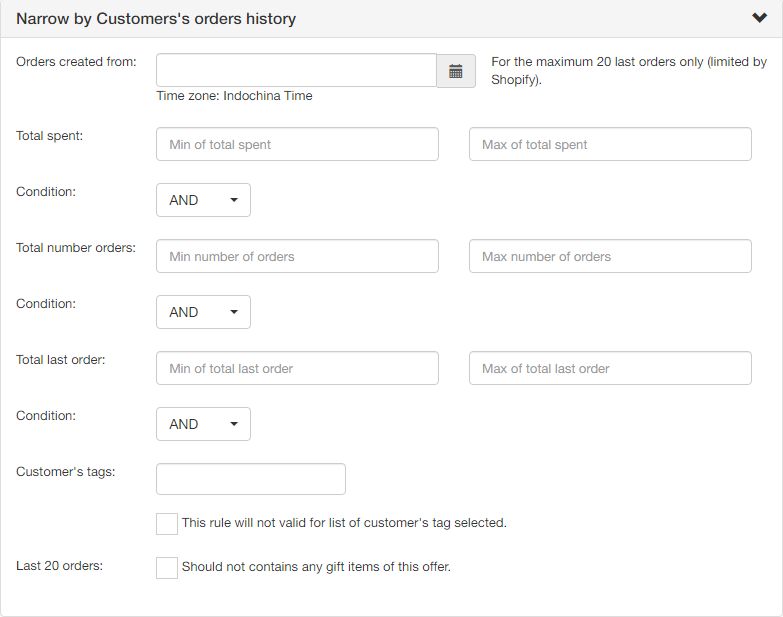 Narrow by Customers's orders history
Orders created from:
For the maximum 20 last orders only (limited by
Shopify).
Time zone: Indochina Time
Total spent:
Min of total spent
Max of total spent
Condition:
AND
Total number orders:
Min number of orders
Max number of orders
Condition:
AND
Total last order:
Min of total last order
Max of total last order
Condition:
AND
Customer's tags:
This rule will not valid for list of customer's tag selected.
Last 20 orders:
Should not contains any gift items of this offer.